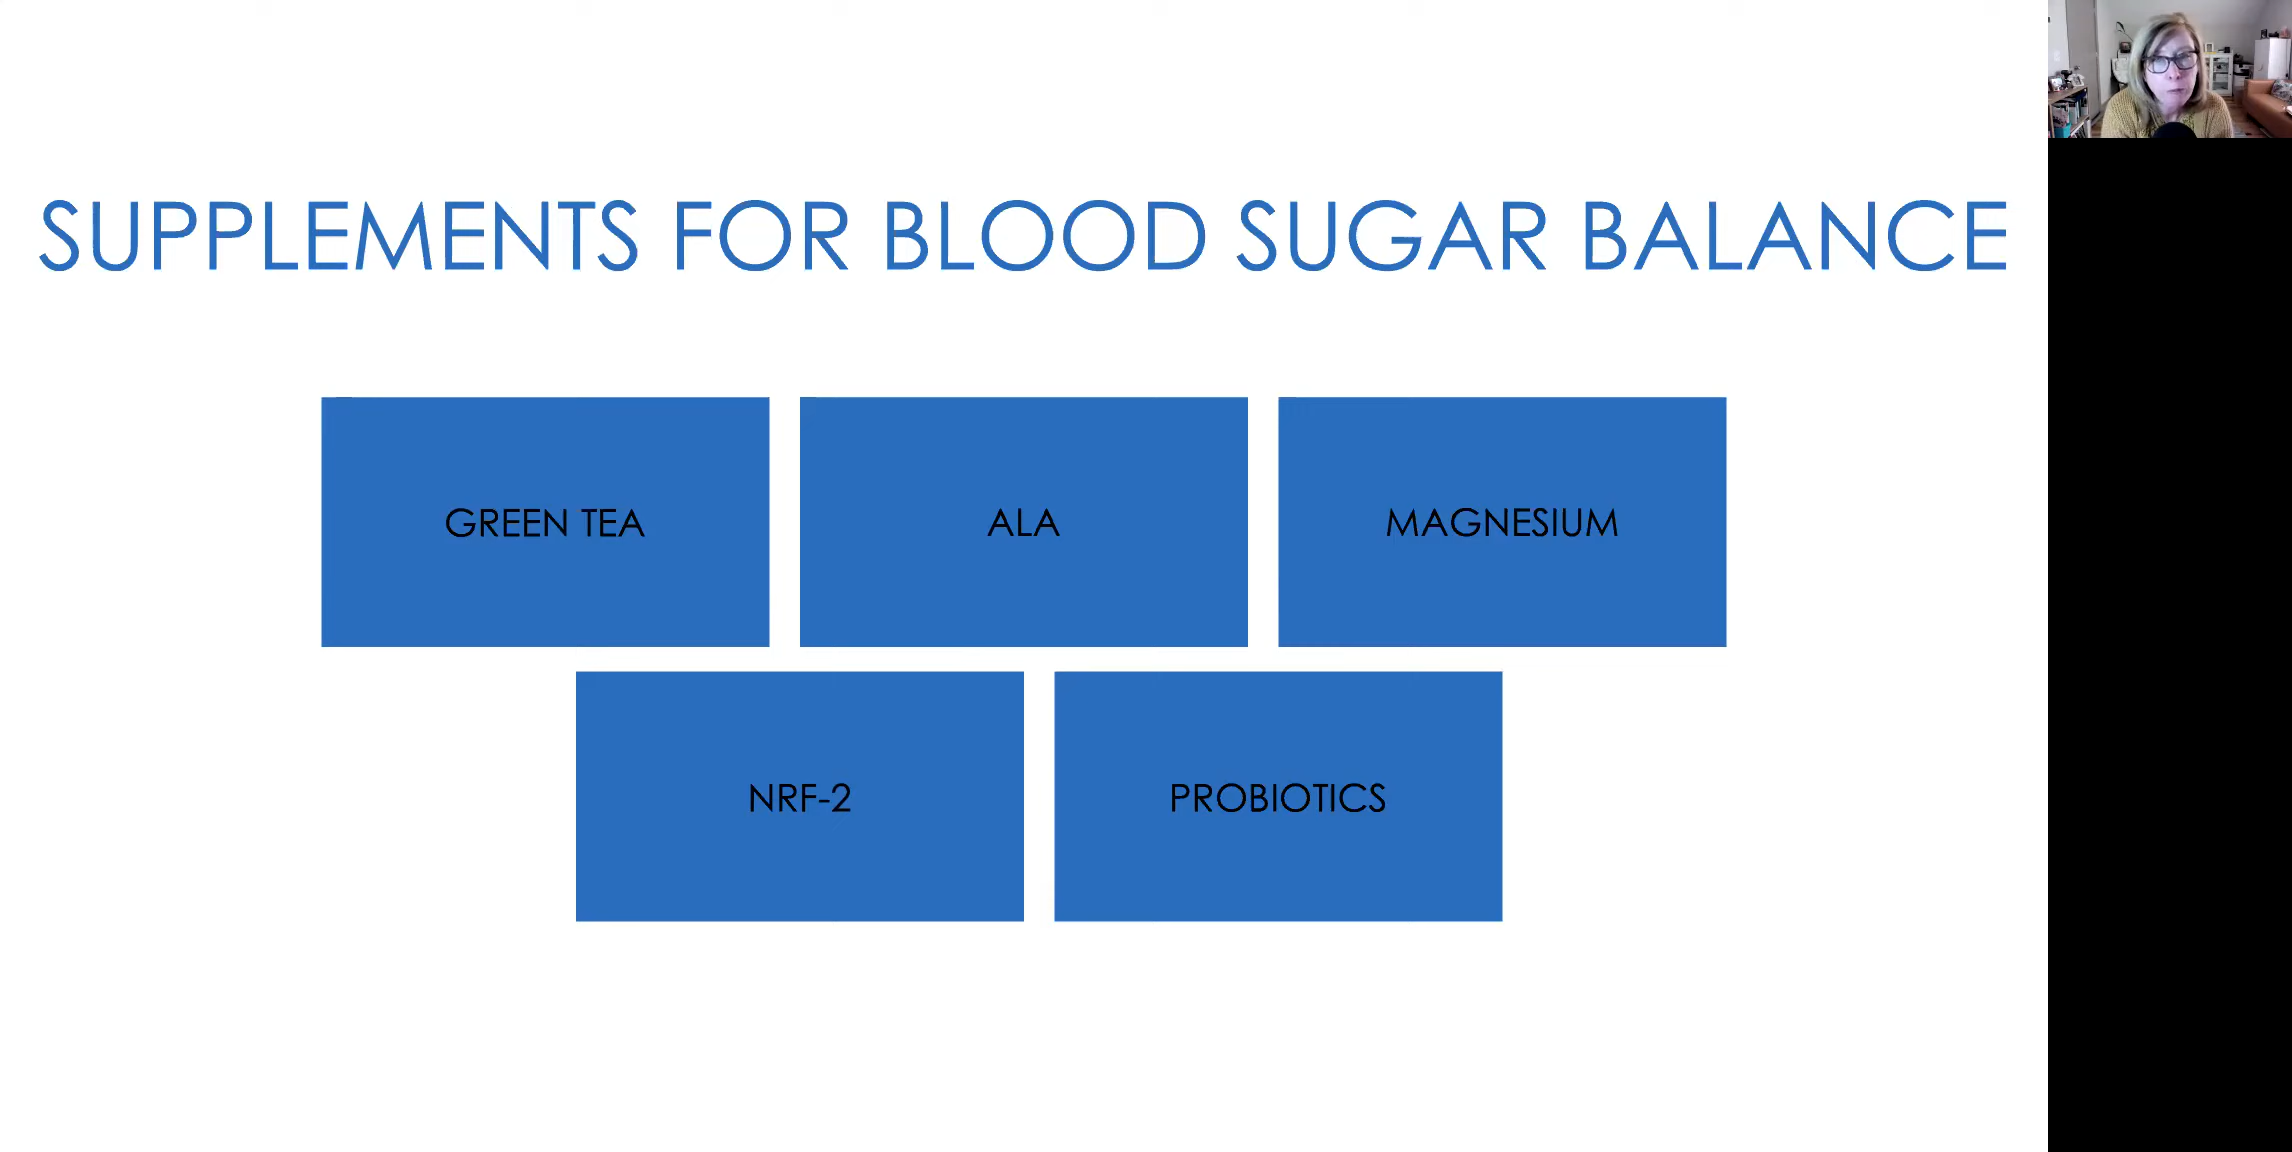 SUPPLEMENTS FOR BLOOD SUGAR BALANCE
GREEN TEA
ALA
MAGNESIUM
NRF-2
PROBIOTICS